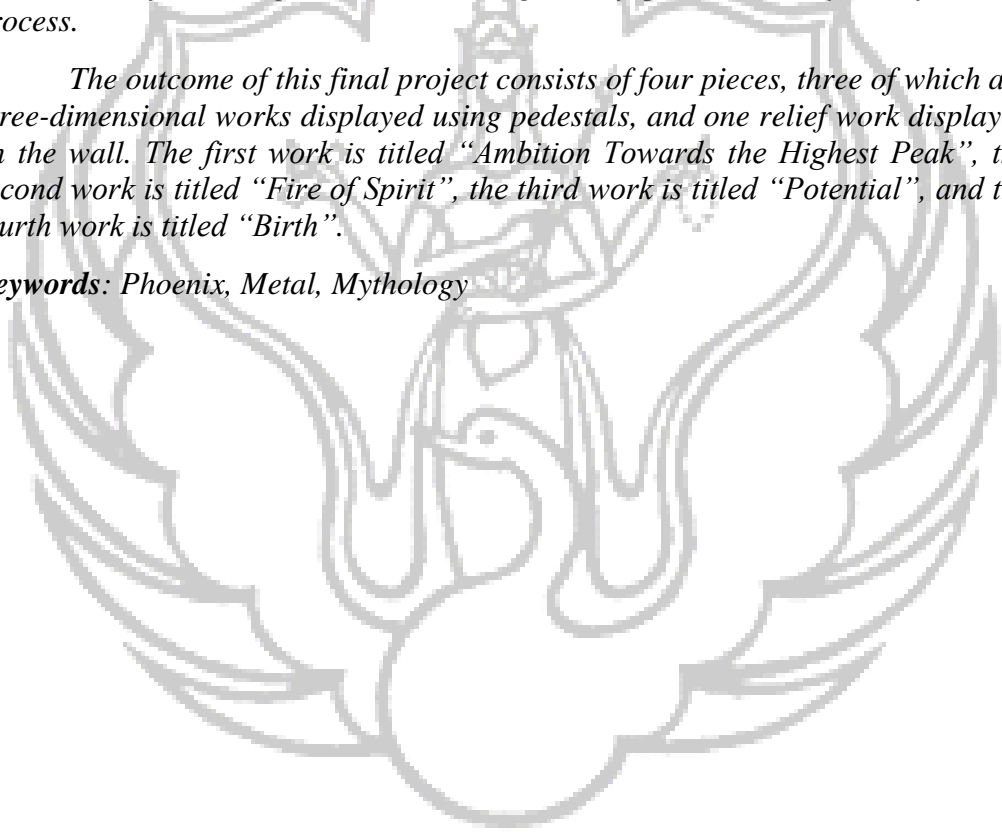 rocess.
The outcome of this final project consists of four pieces, three of which a
ree-dimensional works displayed using pedestals, and one relief work display
the wall. The first work is titled “Ambition Towards the Highest Peak”, t
cond work is titled “Fire of Spirit”, the third work is titled “Potential”, and t
urth work is titled “Birth”.
eywords: Phoenix, Metal, Mythology